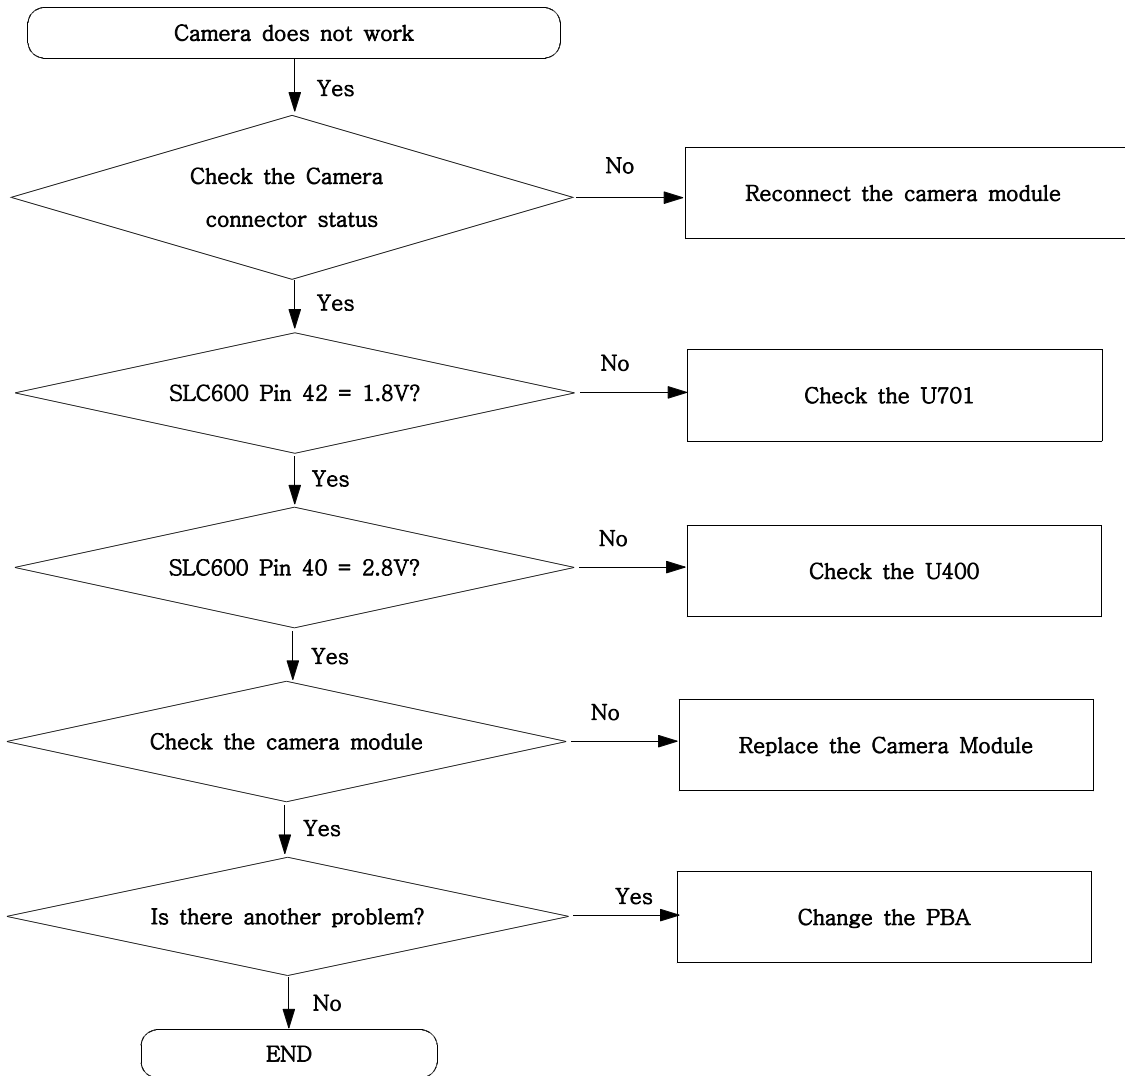 Camera does not work
Yes
Check the Camera
connector status
No
Reconnect the camera module
Yes
SLC600 Pin 42 = 1.8V?
No
Check the U701
Yes
SLC600 Pin 40 = 2.8V?
No
Check the U400
Yes
Check the camera module
No
Replace the Camera Module
Yes
Is there another problem?
Yes
Change the PBA
No
END